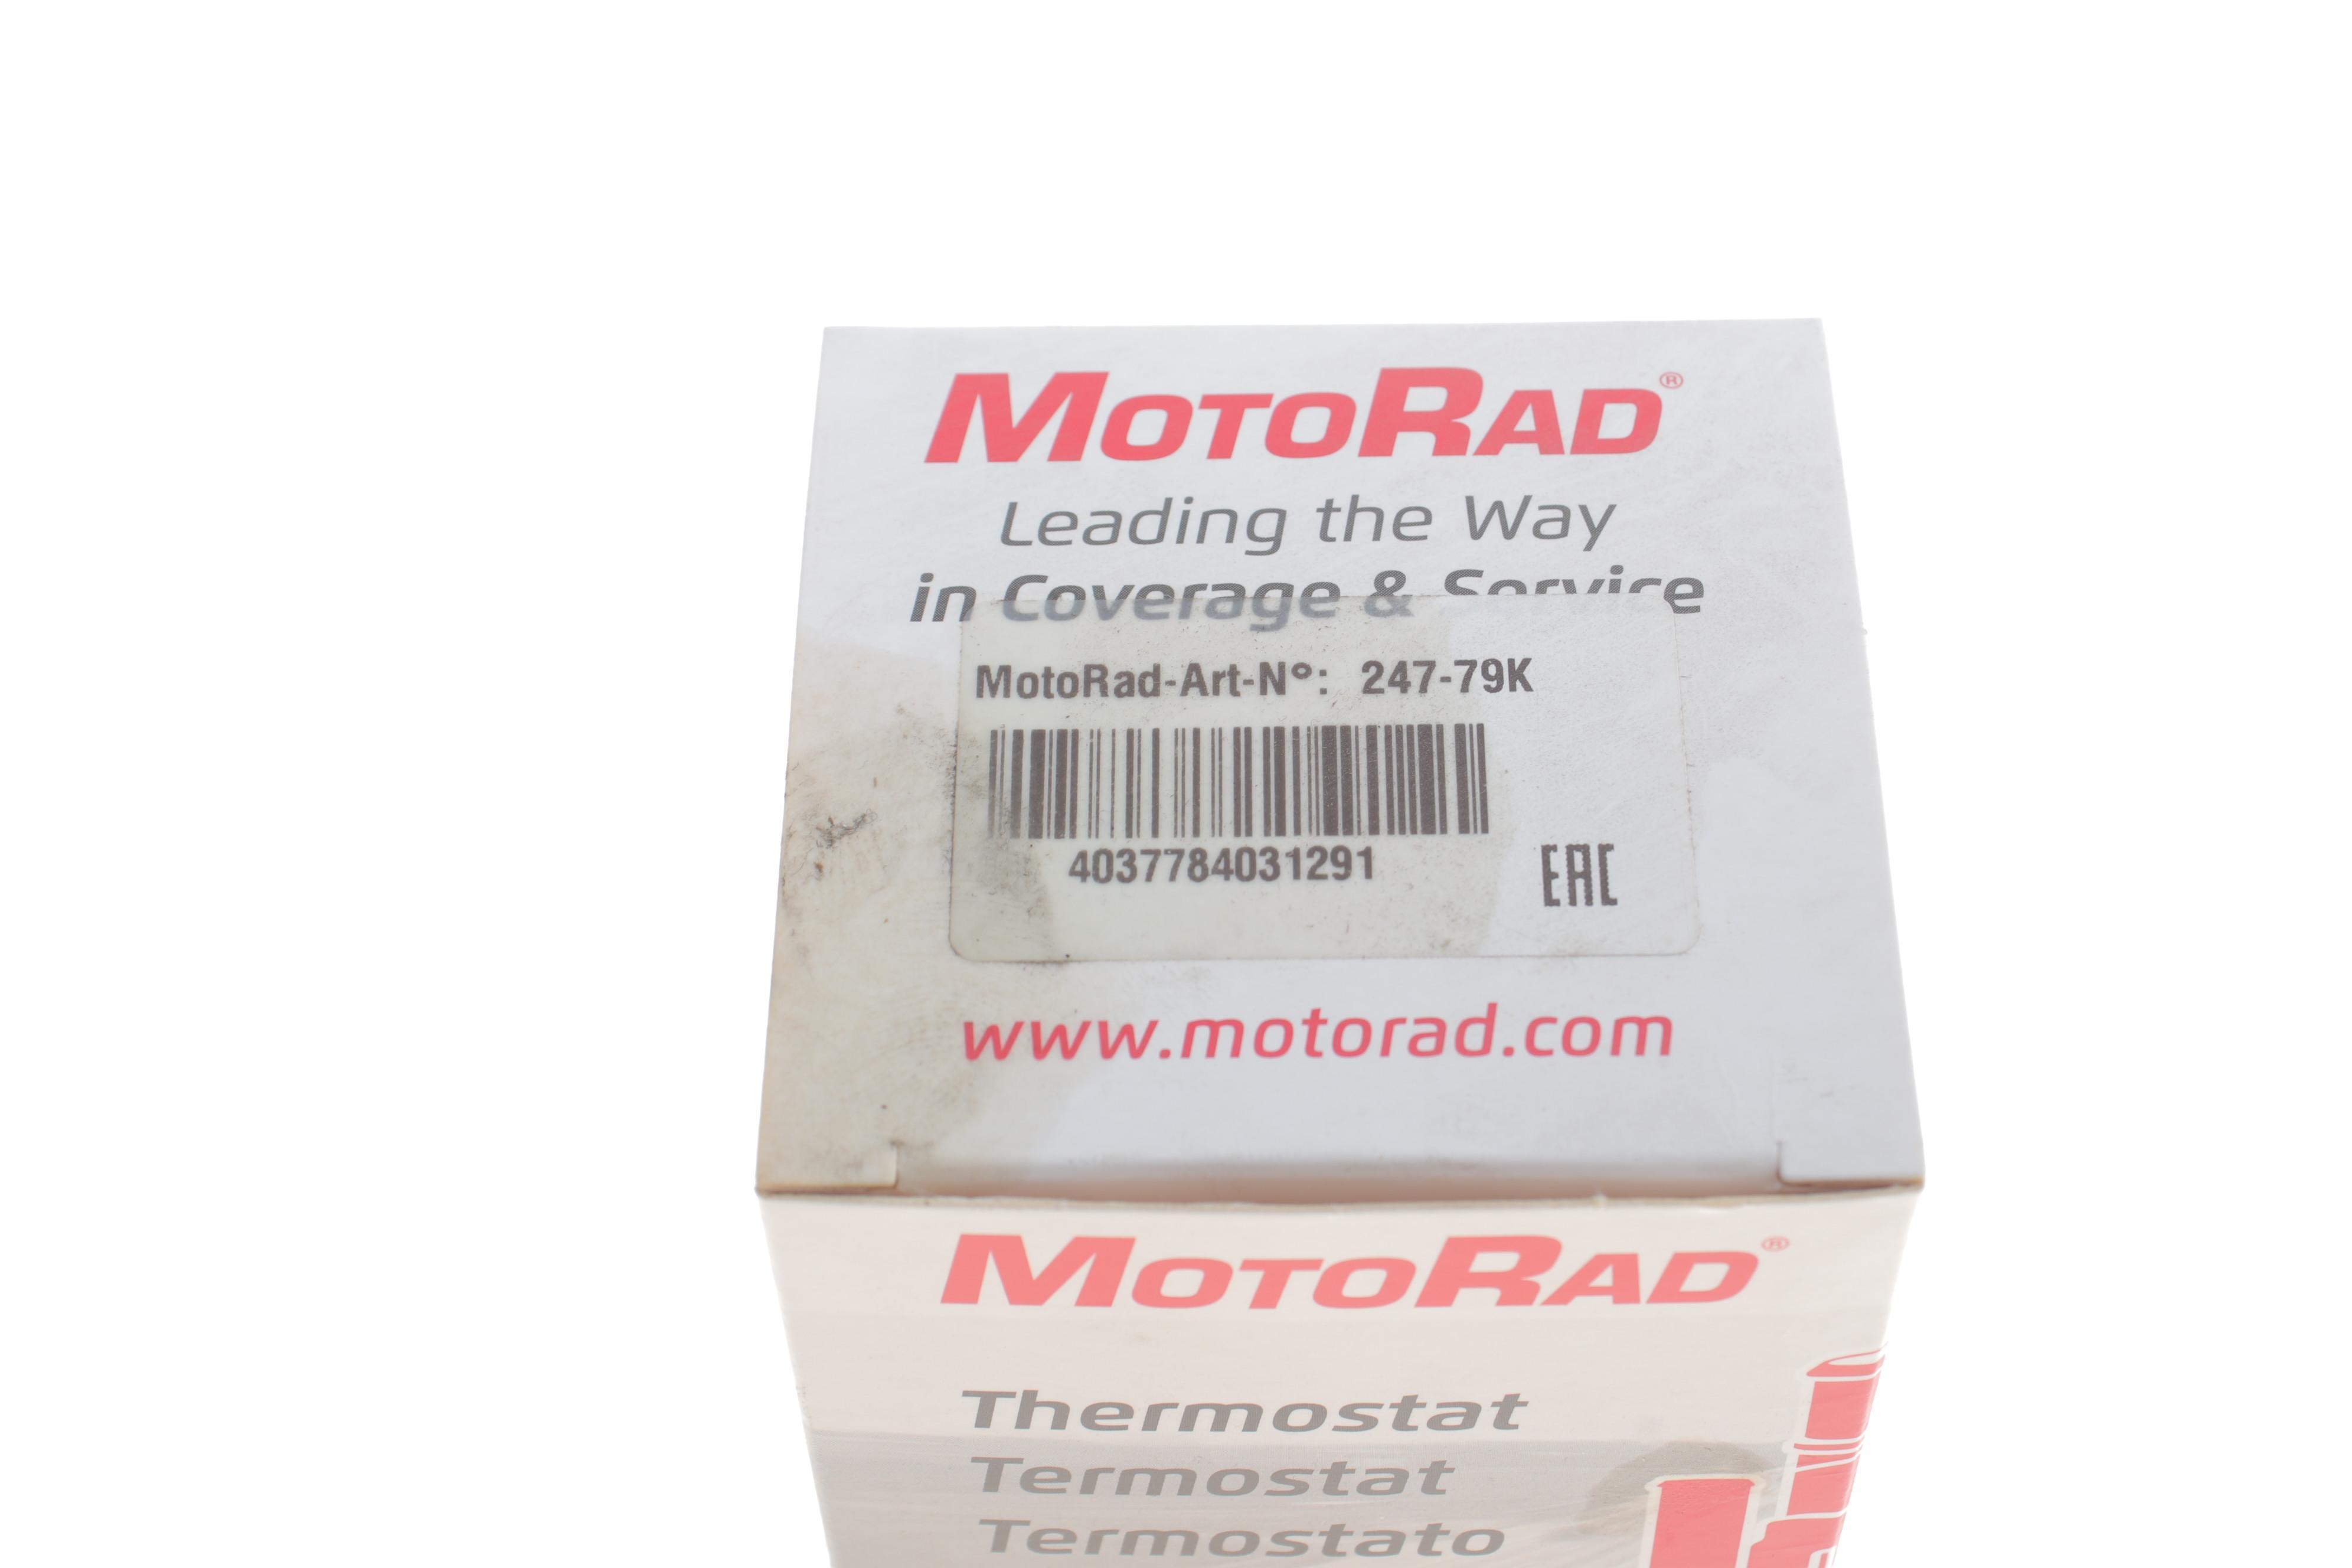 MOTORAD®
Leading the Way
in Coverage & Service
MotoRad-Art-N°: 247-79K
4037784031291
EAC
www.motorad.com
MOTORAD®
Thermostat
Termostat
Termostato